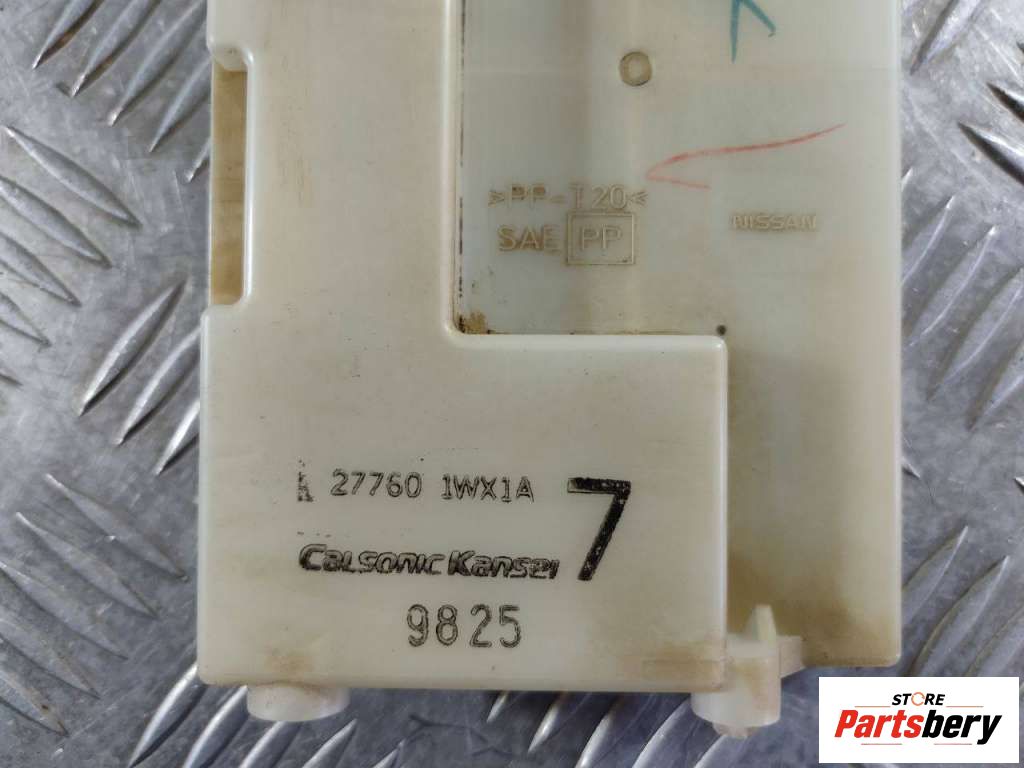 >PP-T20<
SAE PP
NISSAN
27760 1WX1A
7
Calsonic Kansei
9825
STORE
Partsbery